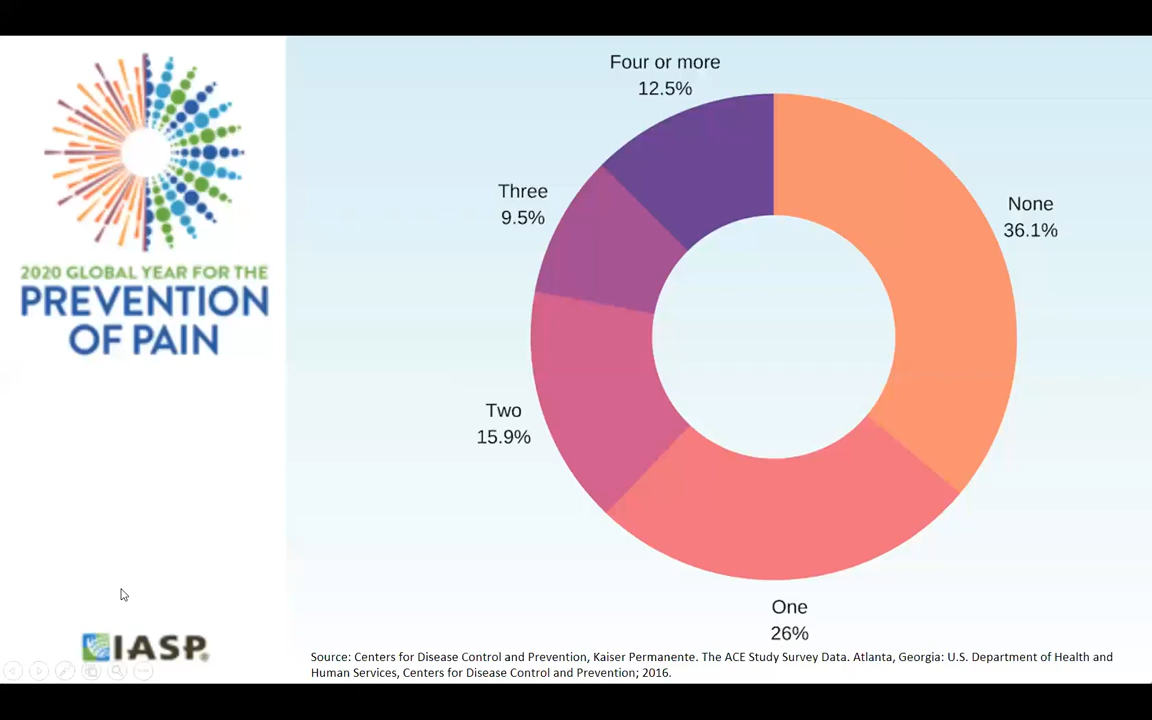 2020 GLOBAL YEAR FOR THE
PREVENTION
OF PAIN
IASP
Four or more
12.5%
None
36.1%
Three
9.5%
Two
15.9%
One
26%
Source: Centers for Disease Control and Prevention, Kaiser Permanente. The ACE Study Survey Data. Atlanta, Georgia: U.S. Department of Health and
Human Services, Centers for Disease Control and Prevention; 2016.